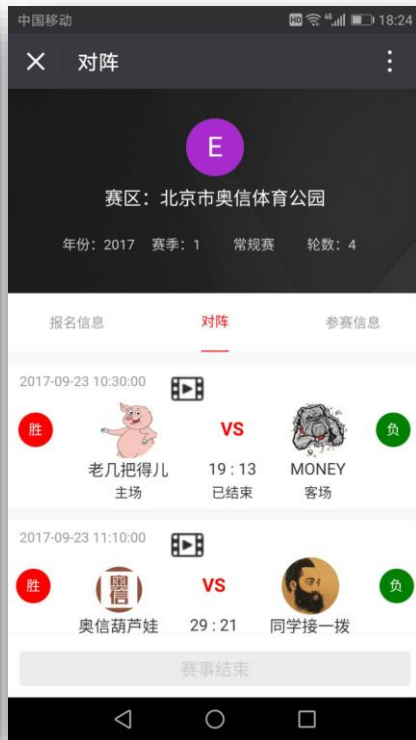 中国移动 HD 4G 18:24
对阵
E
赛区：北京市奥信体育公园
年份：2017 赛季：1 常规赛 轮数：4
报名信息 对阵 参赛信息
2017-09-23 10:30:00
胜 VS 负
老几把得儿 19 : 13 MONEY
主场 已结束 客场
2017-09-23 11:10:00
胜 奥信 VS 负
奥信葫芦娃 29 : 21 同学接一拨
赛事结束